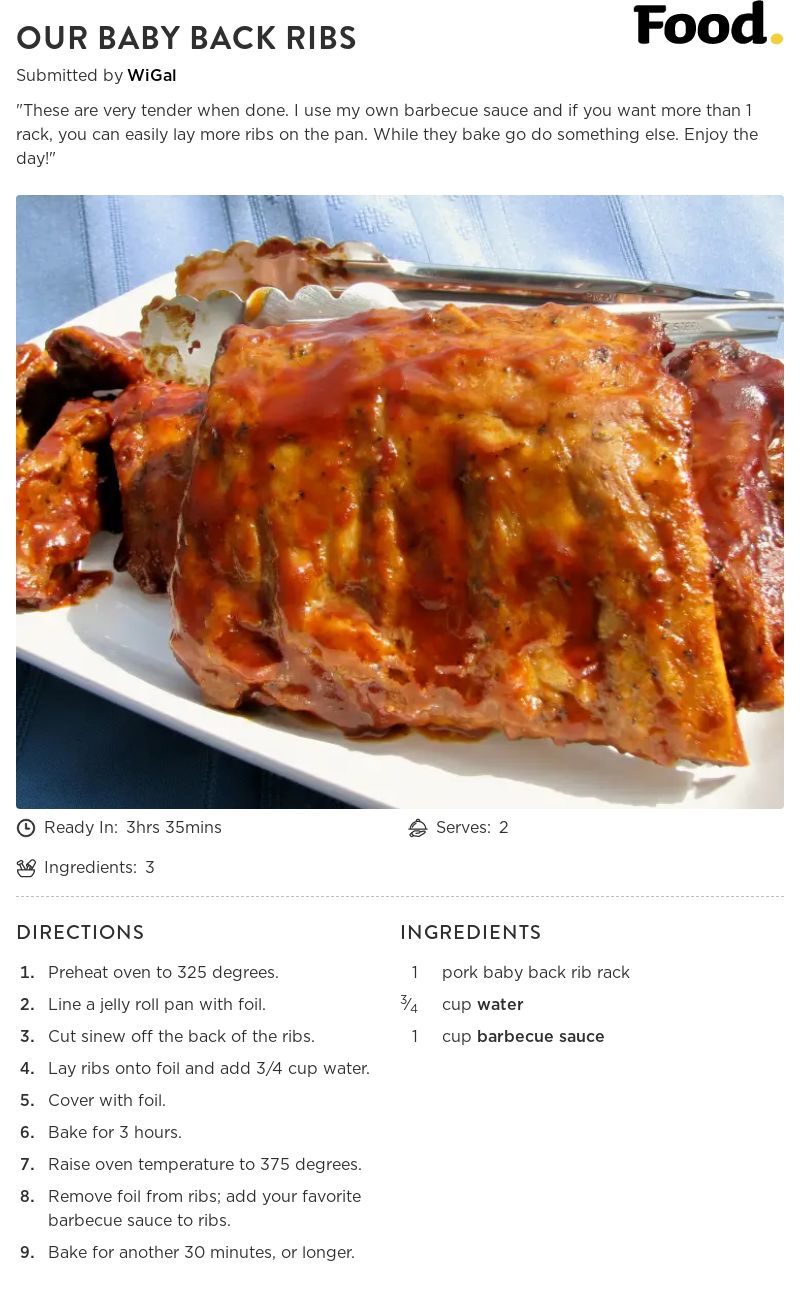 OUR BABY BACK RIBS
Food.
Submitted by WiGal
"These are very tender when done. I use my own barbecue sauce and if you want more than 1
rack, you can easily lay more ribs on the pan. While they bake go do something else. Enjoy the
day!"
Ready In: 3hrs 35mins
Serves: 2
Ingredients: 3
DIRECTIONS
1. Preheat oven to 325 degrees.
2. Line a jelly roll pan with foil.
3. Cut sinew off the back of the ribs.
4. Lay ribs onto foil and add 3/4 cup water.
5. Cover with foil.
6. Bake for 3 hours.
7. Raise oven temperature to 375 degrees.
8. Remove foil from ribs; add your favorite
barbecue sauce to ribs.
9. Bake for another 30 minutes, or longer.
INGREDIENTS
1 pork baby back rib rack
3⁄4 cup water
1 cup barbecue sauce